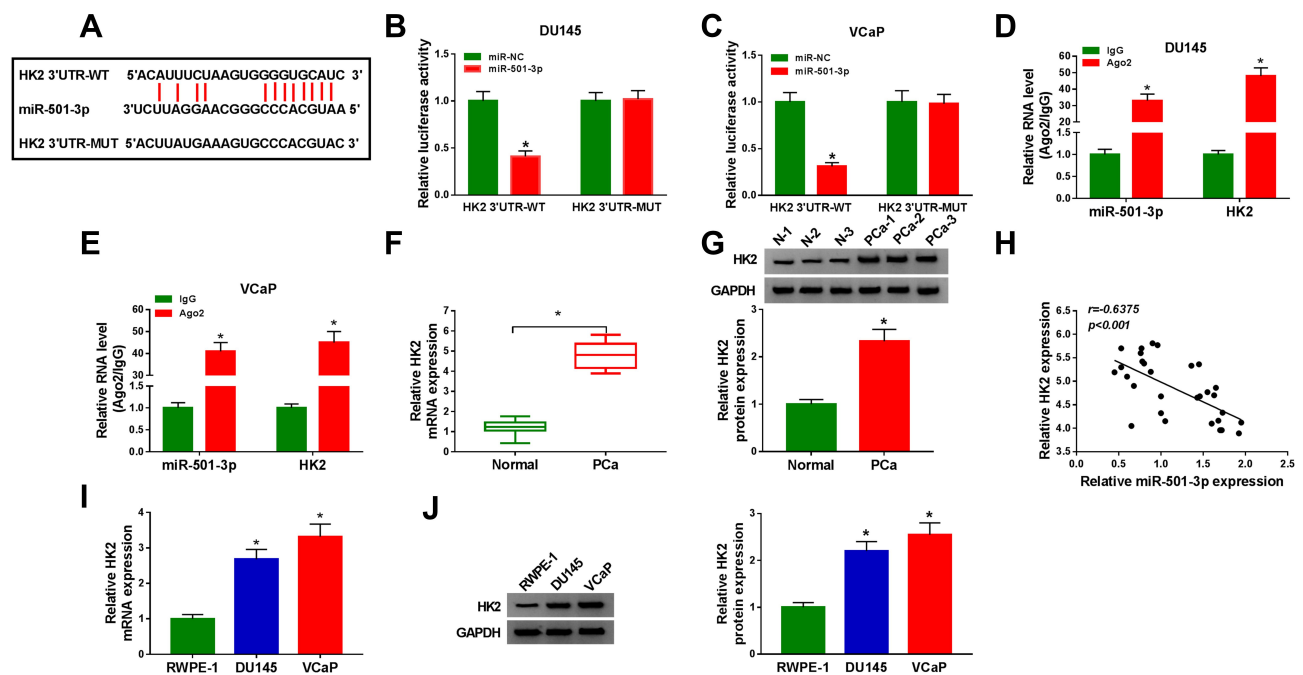 A
HK2 3'UTR-WT 5'ACAUUUCUAAGUGGGGUGCAUC 3'
miR-501-3p 3'UCUUAGGAACGGGCCCACGUAA 5'
HK2 3'UTR-MUT 5'ACUUAUGAAAGUGCCCACGUAC 3'
B
DU145
miR-NC
miR-501-3p
Relative luciferase activity
1.5
1.0
0.5
0.0
*
HK2 3'UTR-WT HK2 3'UTR-MUT
C
VCaP
miR-NC
miR-501-3p
Relative luciferase activity
1.5
1.0
0.5
0.0
*
HK2 3'UTR-WT HK2 3'UTR-MUT
D
DU145
IgG
Ago2
Relative RNA level
(Ago2/IgG)
60
50
40
30
20
10
1.0
0.5
0.0
* *
miR-501-3p HK2
E
VCaP
IgG
Ago2
Relative RNA level
(Ago2/IgG)
60
45
30
15
1.0
0.5
0.0
* *
miR-501-3p HK2
F
Relative HK2
mRNA expression
7
6
5
4
3
2
1
0
*
Normal PCa
G
N-1 N-2 N-3 PCa-1 PCa-2 PCa-3
HK2
GAPDH
Relative HK2
protein expression
3
2
1
0
*
Normal PCa
H
r=-0.6375
p<0.001
Relative HK2 expression
6.5
6.0
5.5
5.0
4.5
4.0
3.5
0.0 0.5 1.0 1.5 2.0 2.5
Relative miR-501-3p expression
I
Relative HK2
mRNA expression
4
3
2
1
0
* *
RWPE-1 DU145 VCaP
J
RWPE-1 DU145 VCaP
HK2
GAPDH
Relative HK2
protein expression
3
2
1
0
* *
RWPE-1 DU145 VCaP